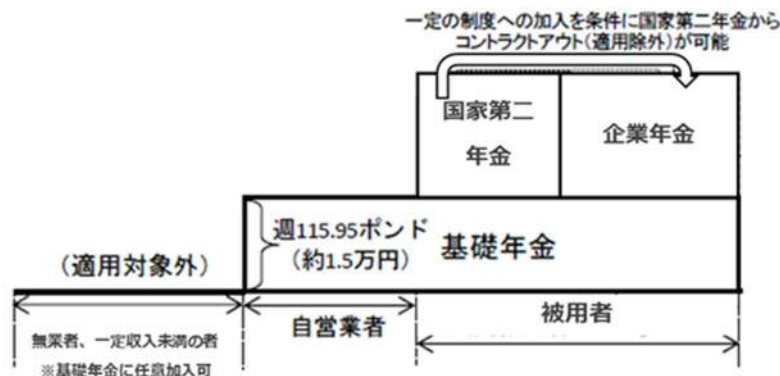 一定の制度への加入を条件に国家第二年金から
コントラクトアウト(適用除外)が可能
国家第二
年金
企業年金
週115.95ポンド
(約1.5万円)
基礎年金
(適用対象外)
自営業者
被用者
無業者、一定収入未満の者
※基礎年金に任意加入可